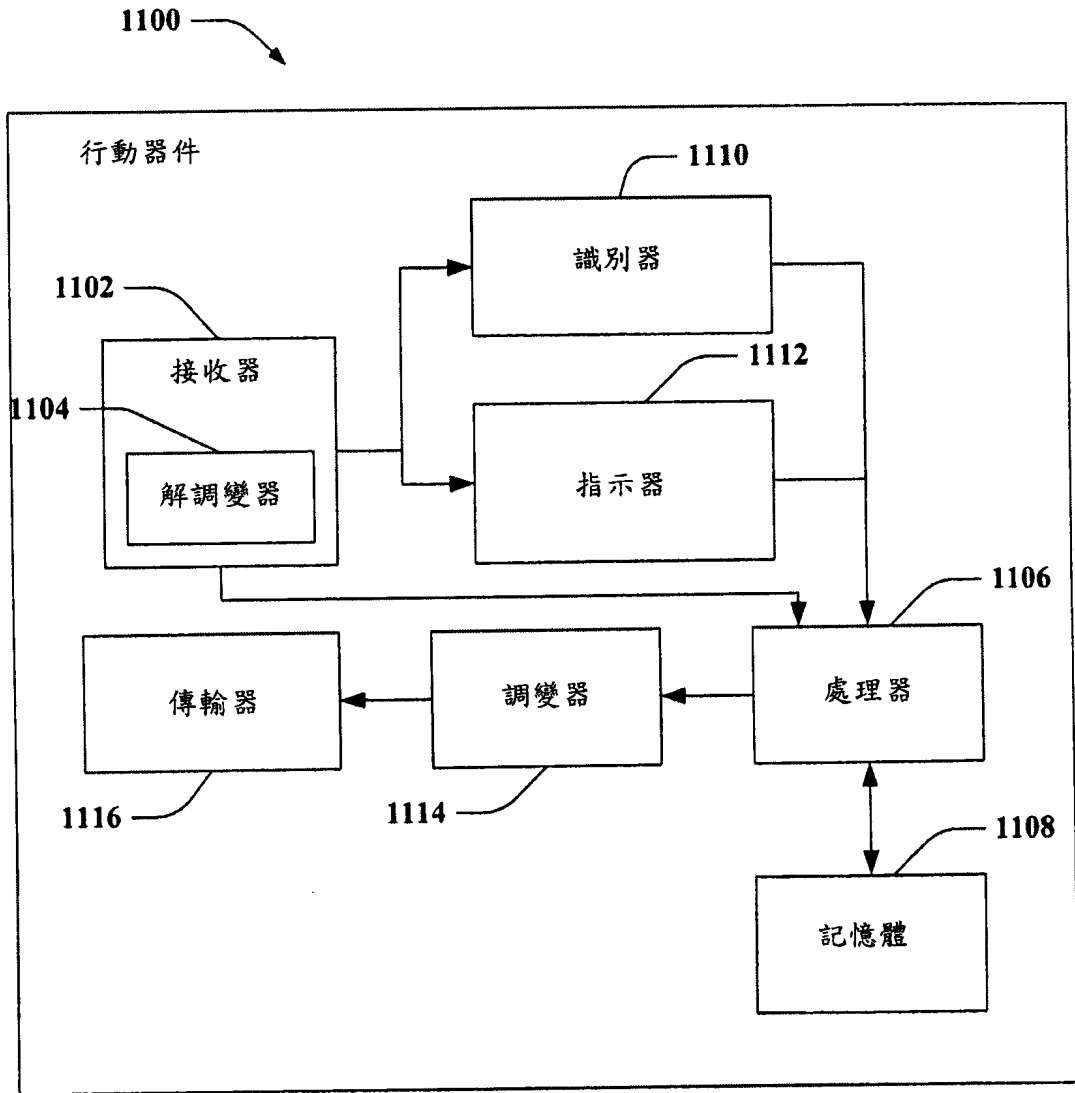 1100
行動器件
1110
識別器
1102
接收器
1112
1104
解調變器
指示器
1106
傳輸器
調變器
處理器
1116
1114
1108
記憶體